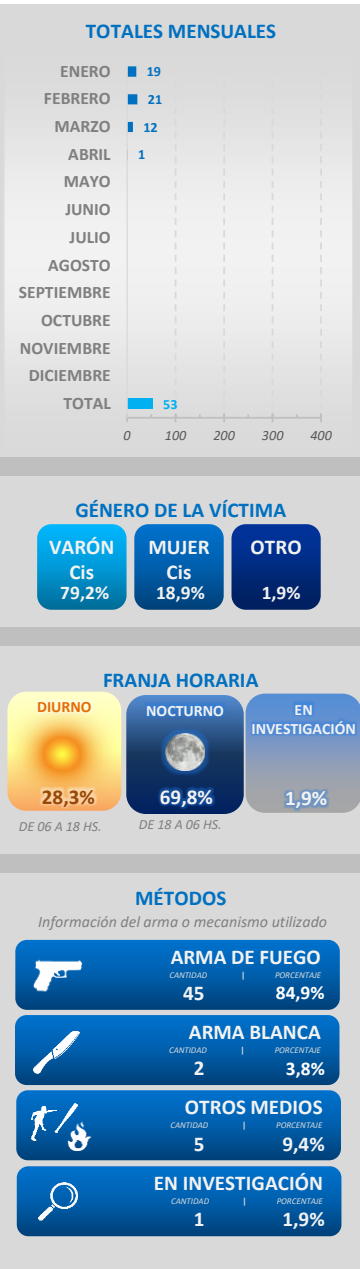 TOTALES MENSUALES
ENERO 19
FEBRERO 21
MARZO 12
ABRIL 1
MAYO
JUNIO
JULIO
AGOSTO
SEPTIEMBRE
OCTUBRE
NOVIEMBRE
DICIEMBRE
TOTAL 53
0 100 200 300 400
GÉNERO DE LA VÍCTIMA
VARÓN MUJER OTRO
Cis Cis
79,2% 18,9% 1,9%
FRANJA HORARIA
DIURNO NOCTURNO EN
INVESTIGACIÓN
28,3% 69,8% 1,9%
DE 06 A 18 HS. DE 18 A 06 HS.
MÉTODOS
Información del arma o mecanismo utilizado
ARMA DE FUEGO
CANTIDAD | PORCENTAJE
45 84,9%
ARMA BLANCA
CANTIDAD | PORCENTAJE
2 3,8%
OTROS MEDIOS
CANTIDAD | PORCENTAJE
5 9,4%
EN INVESTIGACIÓN
CANTIDAD | PORCENTAJE
1 1,9%